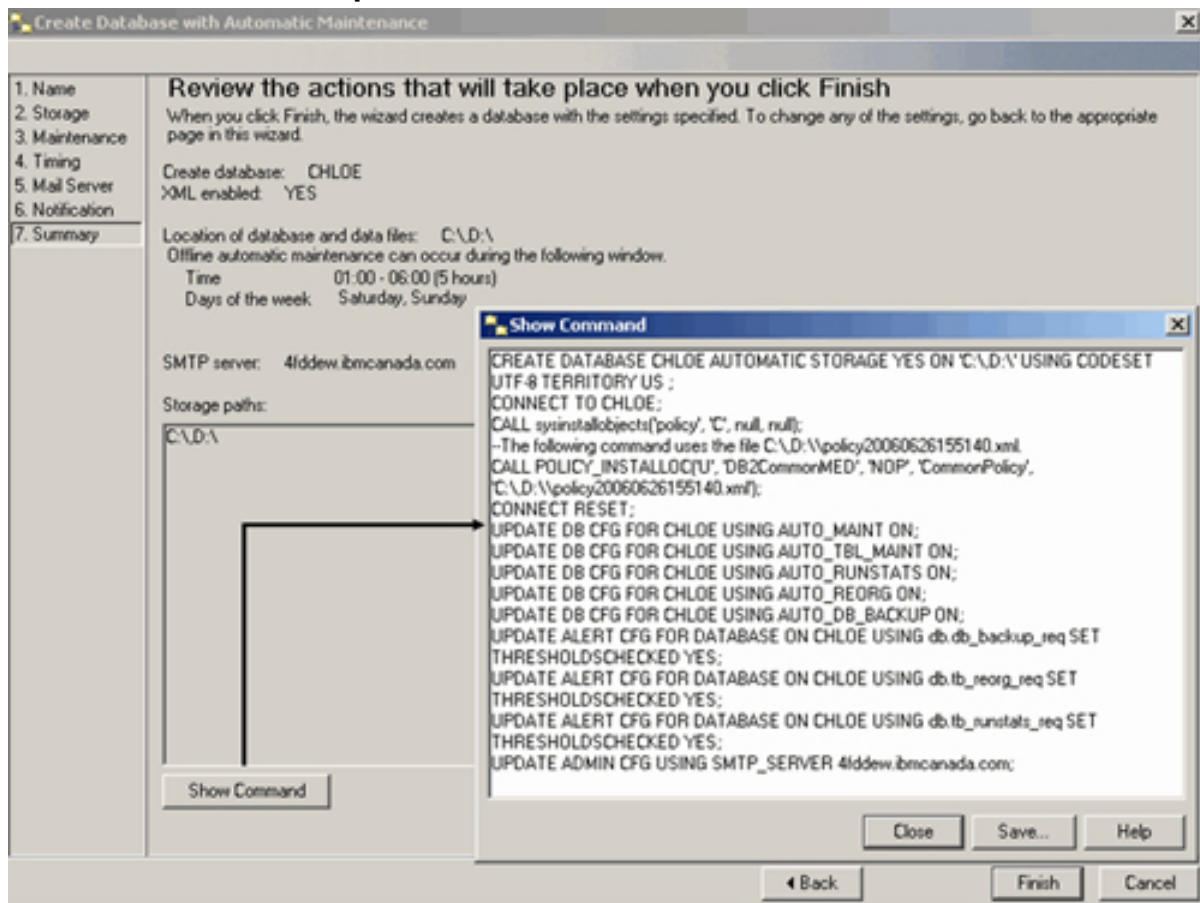 Create Database with Automatic Maintenance
1. Name
2. Storage
3. Maintenance
4. Timing
5. Mail Server
6. Notification
7. Summary
Review the actions that will take place when you click Finish
When you click Finish, the wizard creates a database with the settings specified. To change any of the settings, go back to the appropriate
page in this wizard.
Create database: CHLOE
XML enabled: YES
Location of database and data files: C:\,D:\
Offline automatic maintenance can occur during the following window.
Time 01:00 - 06:00 (5 hours)
Days of the week Saturday, Sunday
SMTP server: 4fddew.ibmcanada.com
Storage paths:
C:\,D:\
Show Command
Show Command
CREATE DATABASE CHLOE AUTOMATIC STORAGE YES ON 'C:\,D:\' USING CODESET
UTF-8 TERRITORY US ;
CONNECT TO CHLOE;
CALL sysinstallobjects('policy', 'C', null, null);
--The following command uses the file C:\,D:\\policy20060626155140.xml.
CALL POLICY_INSTALLOC('U', 'DB2CommonMED', 'NOP', 'CommonPolicy',
'C:\,D:\\policy20060626155140.xml');
CONNECT RESET;
UPDATE DB CFG FOR CHLOE USING AUTO_MAINT ON;
UPDATE DB CFG FOR CHLOE USING AUTO_TBL_MAINT ON;
UPDATE DB CFG FOR CHLOE USING AUTO_RUNSTATS ON;
UPDATE DB CFG FOR CHLOE USING AUTO_REORG ON;
UPDATE DB CFG FOR CHLOE USING AUTO_DB_BACKUP ON;
UPDATE ALERT CFG FOR DATABASE ON CHLOE USING db.db_backup_req SET
THRESHOLDSCHECKED YES;
UPDATE ALERT CFG FOR DATABASE ON CHLOE USING db.tb_reorg_req SET
THRESHOLDSCHECKED YES;
UPDATE ALERT CFG FOR DATABASE ON CHLOE USING db.tb_runstats_req SET
THRESHOLDSCHECKED YES;
UPDATE ADMIN CFG USING SMTP_SERVER 4fddew.ibmcanada.com;
Close Save... Help
Back Finish Cancel